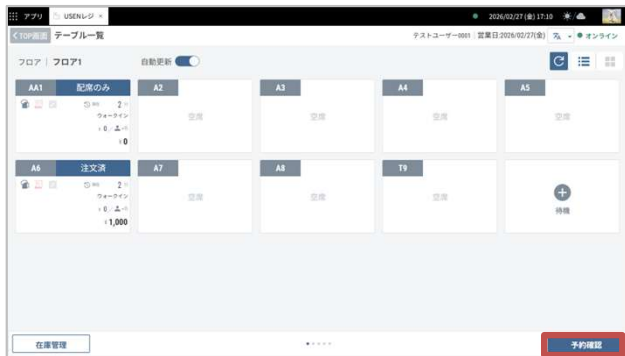 アプリ USENレジ × 2026/02/27(金) 17:10
<TOP画面 テーブル一覧 テストユーザー0001 営業日:2026/02/27(金) オンライン
フロア | フロア1 自動更新
AA1 配席のみ A2 A3 A4 A5
2
ウォークイン 空席 空席 空席 空席
0
0
A6 注文済 A7 A8 T9
2
ウォークイン 空席 空席 空席 待機
0
1,000
在庫管理 予約確認